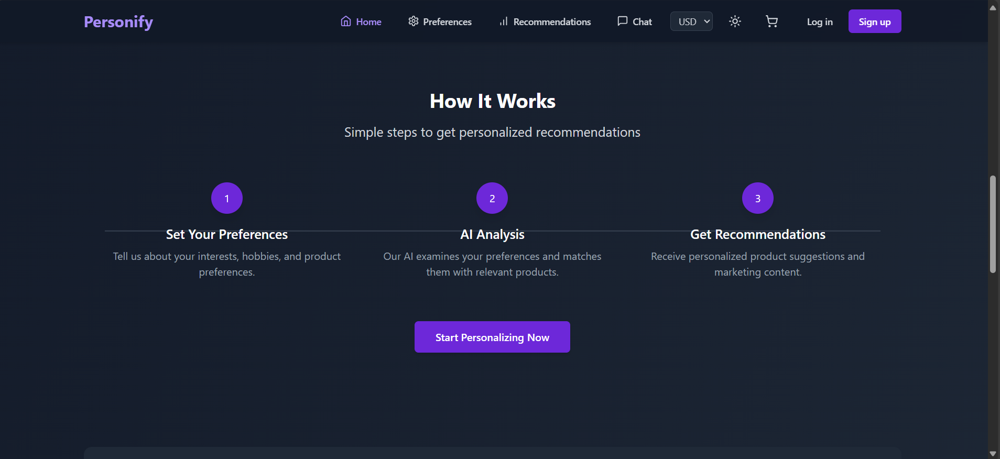 Personify
Home
Preferences
Recommendations
Chat
USD
Log in
Sign up
How It Works
Simple steps to get personalized recommendations
1
2
3
Set Your Preferences
AI Analysis
Get Recommendations
Tell us about your interests, hobbies, and product
preferences.
Our AI examines your preferences and matches
them with relevant products.
Receive personalized product suggestions and
marketing content.
Start Personalizing Now